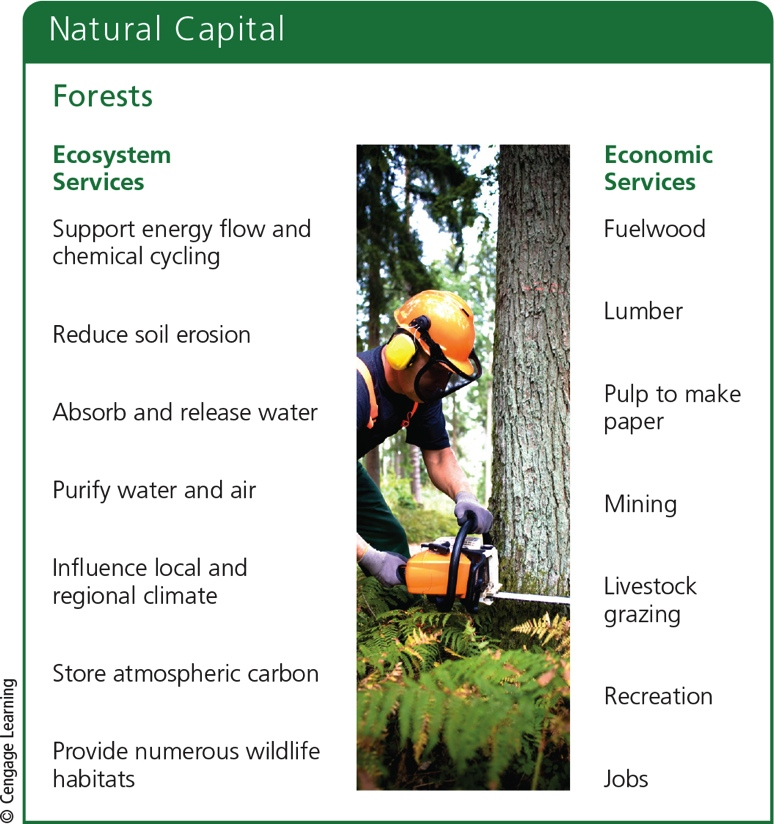 Natural Capital
Forests
Ecosystem
Services
Support energy flow and
chemical cycling
Reduce soil erosion
Absorb and release water
Purify water and air
Influence local and
regional climate
Store atmospheric carbon
Provide numerous wildlife
habitats
Economic
Services
Fuelwood
Lumber
Pulp to make
paper
Mining
Livestock
grazing
Recreation
Jobs
© Cengage Learning